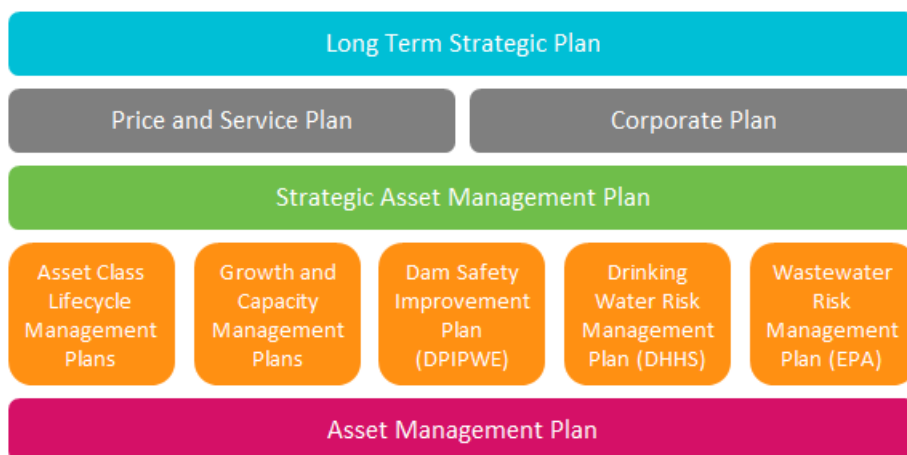 Long Term Strategic Plan
Price and Service Plan
Corporate Plan
Strategic Asset Management Plan
Asset Class
Lifecycle
Management
Plans
Growth and
Capacity
Management
Plans
Dam Safety
Improvement
Plan
(DPIPWE)
Drinking
Water Risk
Management
Plan (DHHS)
Wastewater
Risk
Management
Plan (EPA)
Asset Management Plan